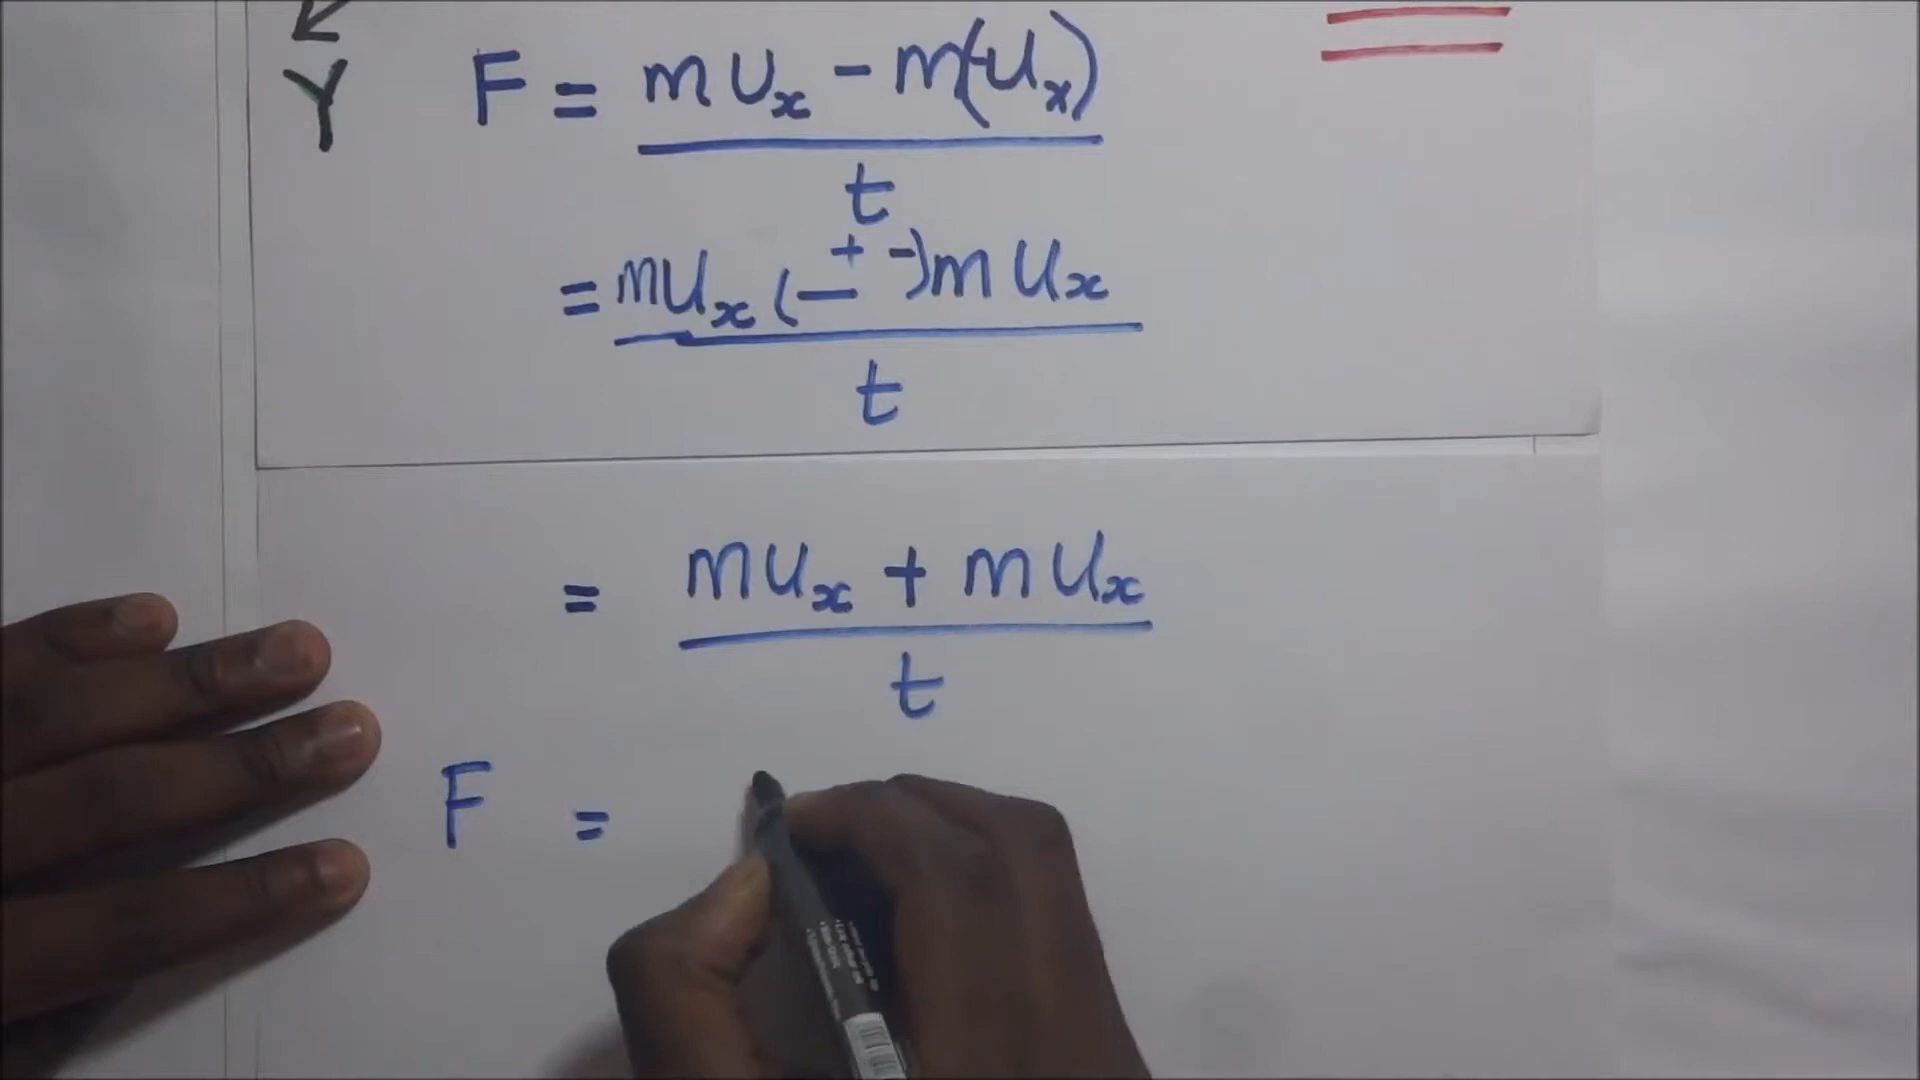 Y
F = mUx - m(-Ux)
t
= mUx (- + -) mUx
t
= mUx + mUx
t
F =